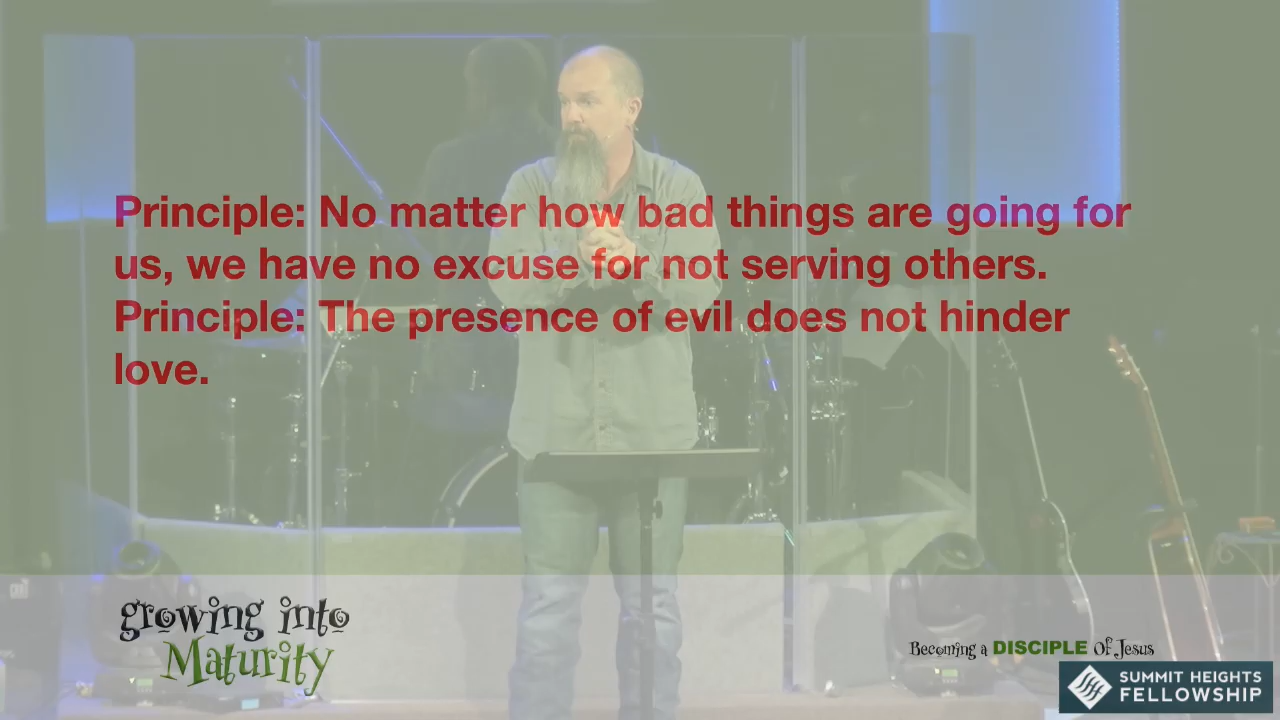 Principle: No matter how bad things are going for
us, we have no excuse for not serving others.
Principle: The presence of evil does not hinder
love.
growing into
Maturity
Becoming a DISCIPLE Of Jesus
SUMMIT HEIGHTS
FELLOWSHIP